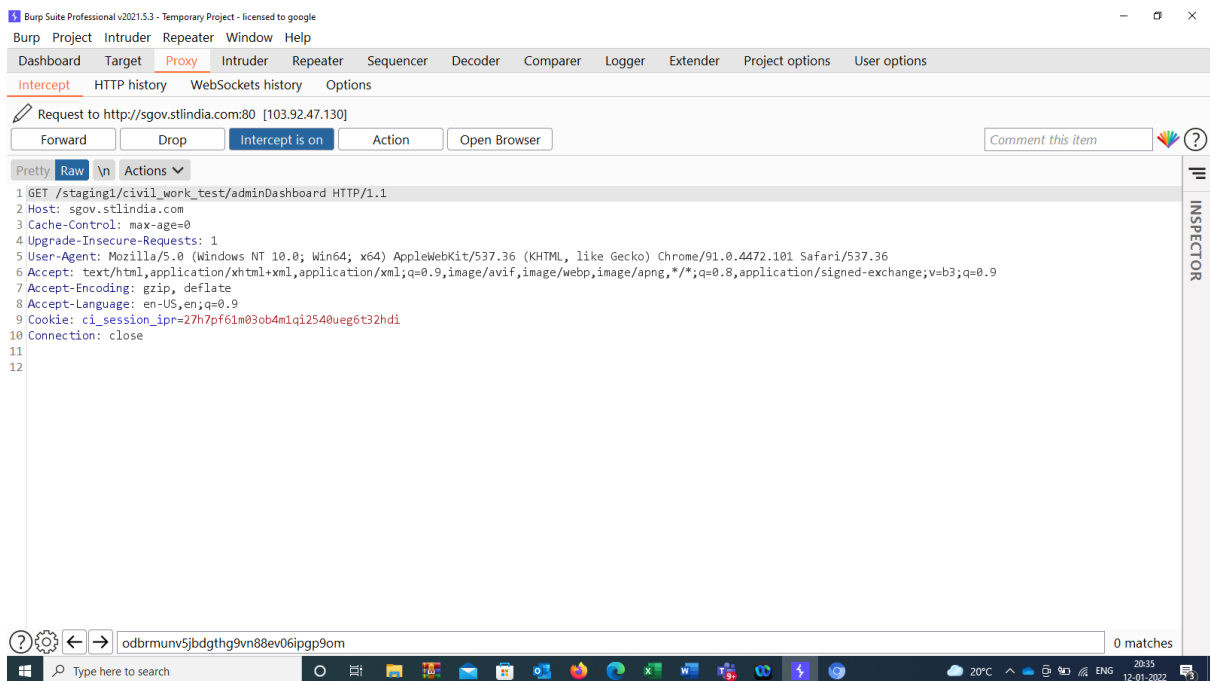 Burp Suite Professional v2021.5.3 - Temporary Project - licensed to google
Burp Project Intruder Repeater Window Help
Dashboard Target Proxy Intruder Repeater Sequencer Decoder Comparer Logger Extender Project options User options
Intercept HTTP history WebSockets history Options
Request to http://sgov.stlindia.com:80 [103.92.47.130]
Forward Drop Intercept is on Action Open Browser Comment this item ?
Pretty Raw \n Actions
INSPECTOR
1 GET /staging1/civil_work_test/adminDashboard HTTP/1.1
2 Host: sgov.stlindia.com
3 Cache-Control: max-age=0
4 Upgrade-Insecure-Requests: 1
5 User-Agent: Mozilla/5.0 (Windows NT 10.0; Win64; x64) AppleWebKit/537.36 (KHTML, like Gecko) Chrome/91.0.4472.101 Safari/537.36
6 Accept: text/html,application/xhtml+xml,application/xml;q=0.9,image/avif,image/webp,image/apng,*/*;q=0.8,application/signed-exchange;v=b3;q=0.9
7 Accept-Encoding: gzip, deflate
8 Accept-Language: en-US,en;q=0.9
9 Cookie: ci_session_ipr=27h7pf61m03ob4m1qi2540ueg6t32hdi
10 Connection: close
11
12
? odbrmunv5jbdgthg9vn88ev06ipgp9om 0 matches
Type here to search 9+ 20°C ENG 20:35
12-01-2022 3